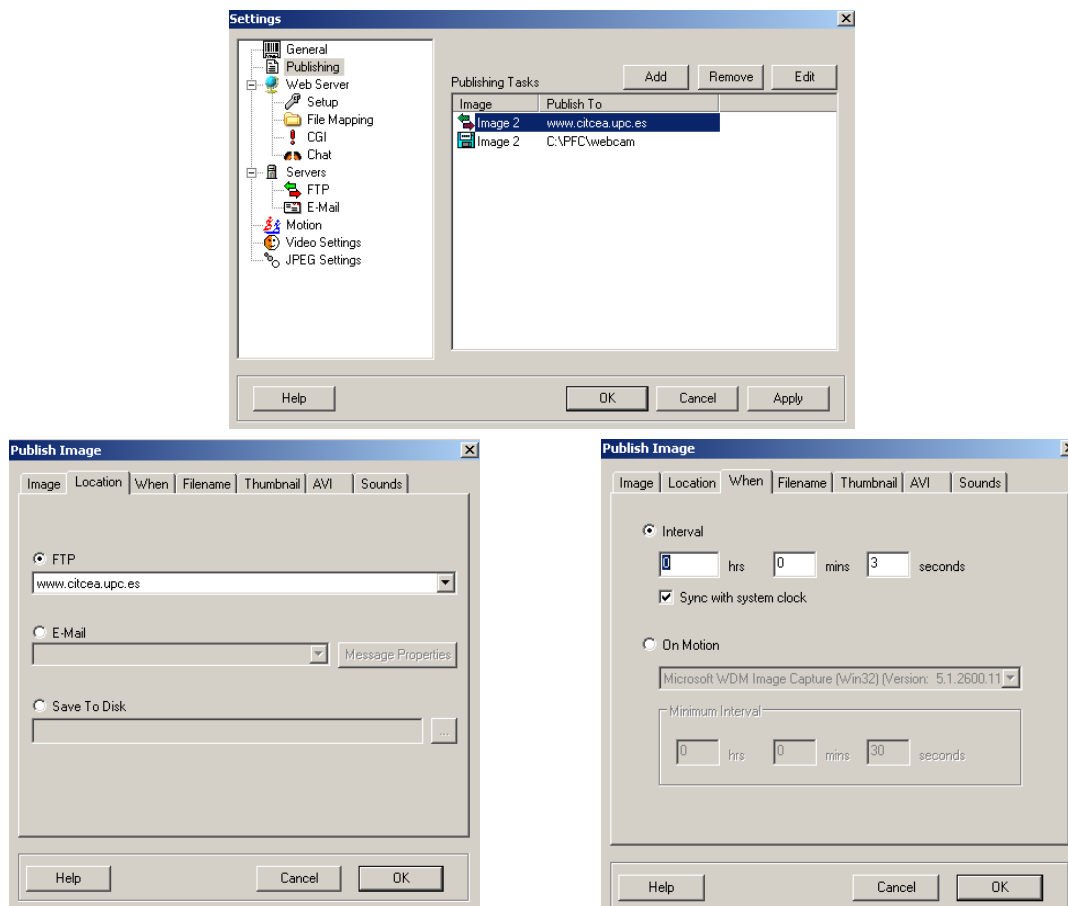 Settings
General
Publishing
Web Server
Setup
File Mapping
CGI
Chat
Servers
FTP
E-Mail
Motion
Video Settings
JPEG Settings
Publishing Tasks
Add Remove Edit
Image Publish To
Image 2 www.citcea.upc.es
Image 2 C:\PFC\webcam
Help OK Cancel Apply
Publish Image
Image Location When Filename Thumbnail AVI Sounds
FTP
www.citcea.upc.es
E-Mail
Message Properties
Save To Disk
...
Help Cancel OK
Publish Image
Image Location When Filename Thumbnail AVI Sounds
Interval
0 hrs 0 mins 3 seconds
Sync with system clock
On Motion
Microsoft WDM Image Capture (Win32) (Version: 5.1.2600.11
Minimum Interval
0 hrs 0 mins 30 seconds
Help Cancel OK